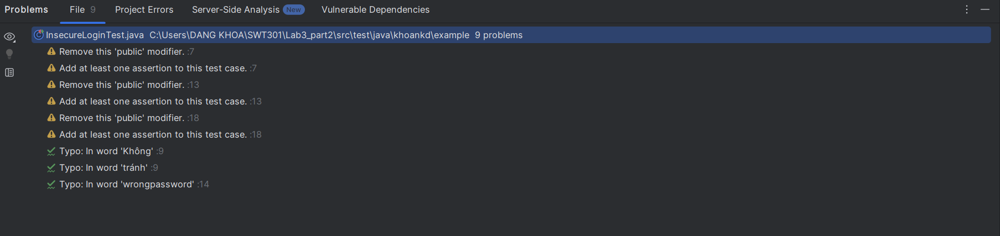 Problems File 9 Project Errors Server-Side Analysis New Vulnerable Dependencies
InsecureLoginTest.java C:\Users\DANG KHOA\SWT301\Lab3_part2\src\test\java\khoankd\example 9 problems
Remove this 'public' modifier. :7
Add at least one assertion to this test case. :7
Remove this 'public' modifier. :13
Add at least one assertion to this test case. :13
Remove this 'public' modifier. :18
Add at least one assertion to this test case. :18
Typo: In word 'Không' :9
Typo: In word 'tránh' :9
Typo: In word 'wrongpassword' :14